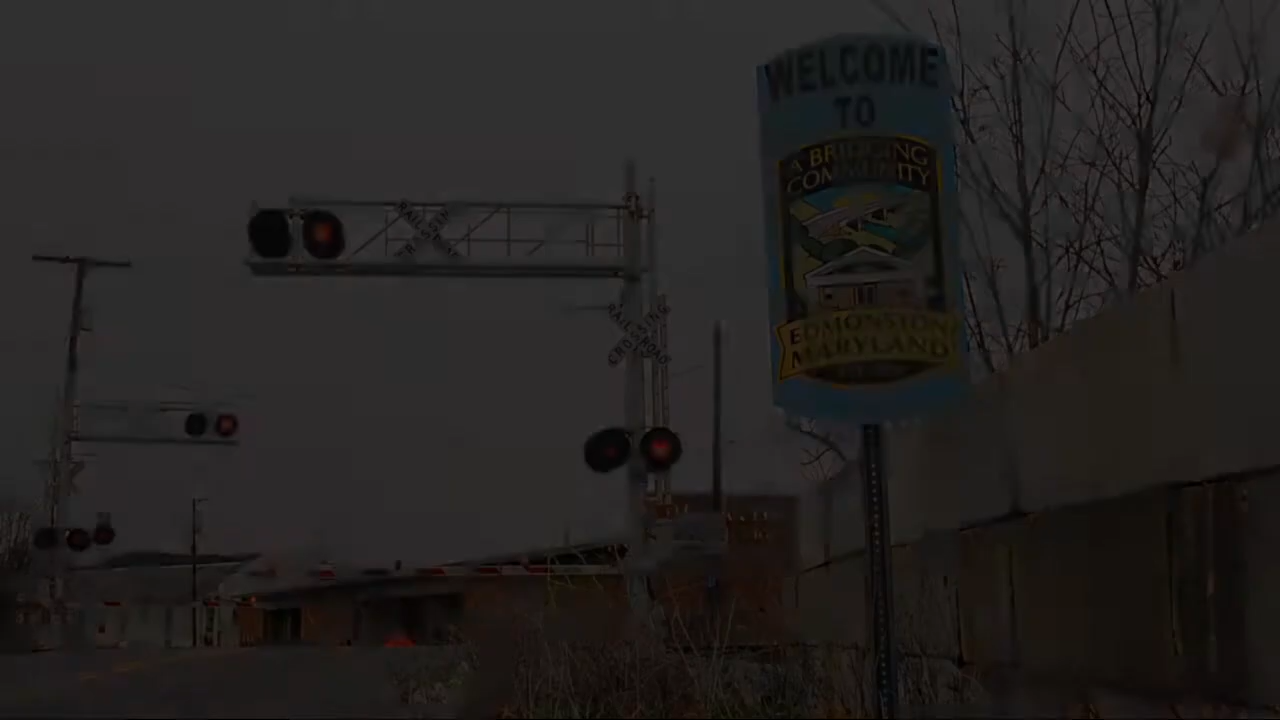 WELCOME
TO
A BRIDGING
COMMUNITY
EDMONSTON
MARYLAND
RAILROAD
CROSSING